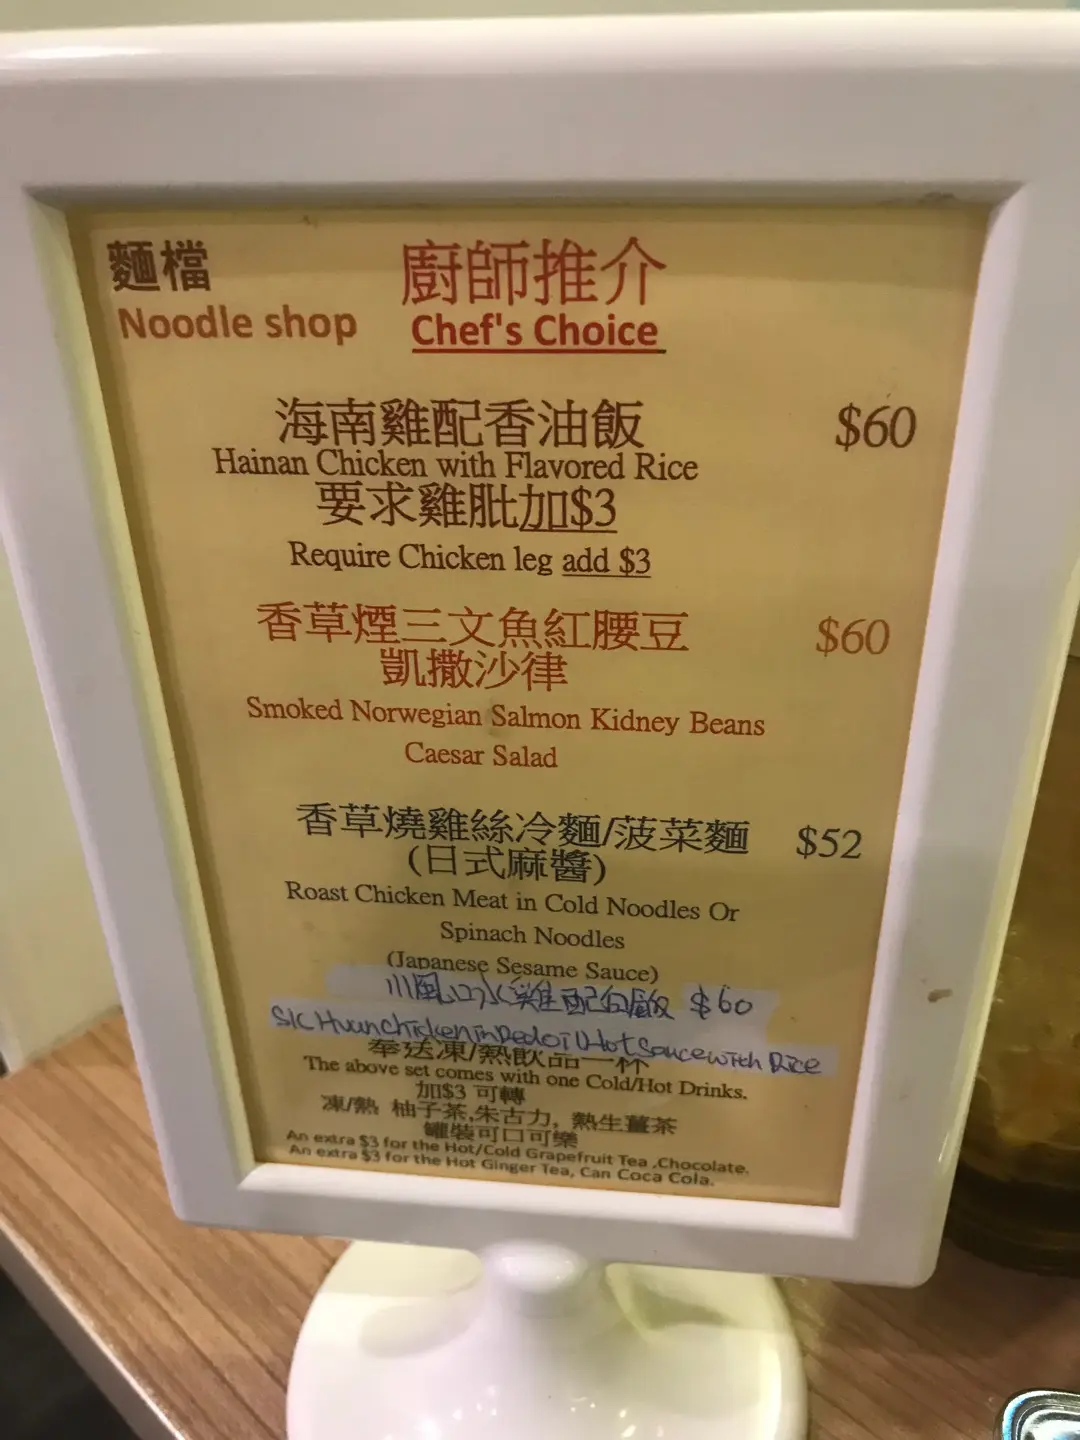 麵檔
Noodle shop
廚師推介
Chef's Choice
海南雞配香油飯 $60
Hainan Chicken with Flavored Rice
要求雞肶加$3
Require Chicken leg add $3
香草煙三文魚紅腰豆 $60
凱撒沙律
Smoked Norwegian Salmon Kidney Beans
Caesar Salad
香草燒雞絲冷麵/菠菜麵 $52
(日式麻醬)
Roast Chicken Meat in Cold Noodles Or
Spinach Noodles
(Japanese Sesame Sauce)
川風口水雞配白飯 $60
SIC Huan chicken in Red oil Hot Sauce with Rice
奉送凍/熱飲品一杯
The above set comes with one Cold/Hot Drinks.
加$3 可轉
凍/熱 柚子茶,朱古力, 熱生薑茶
罐裝可口可樂
An extra $3 for the Hot/Cold Grapefruit Tea ,Chocolate.
An extra $3 for the Hot Ginger Tea, Can Coca Cola.